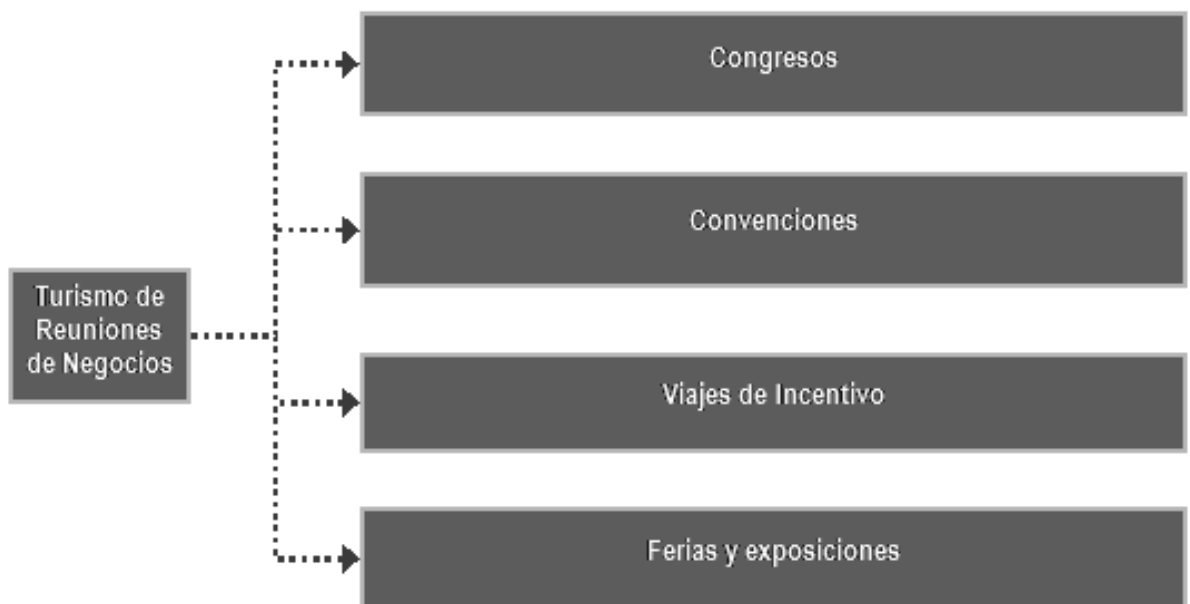 Congresos
Convenciones
Turismo de
Reuniones
de Negocios
Viajes de Incentivo
Ferias y exposiciones